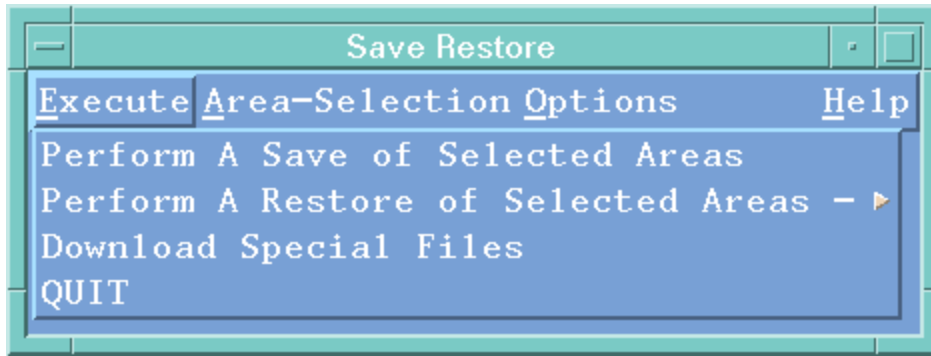 Save Restore
Execute Area-Selection Options Help
Perform A Save of Selected Areas
Perform A Restore of Selected Areas -
Download Special Files
QUIT